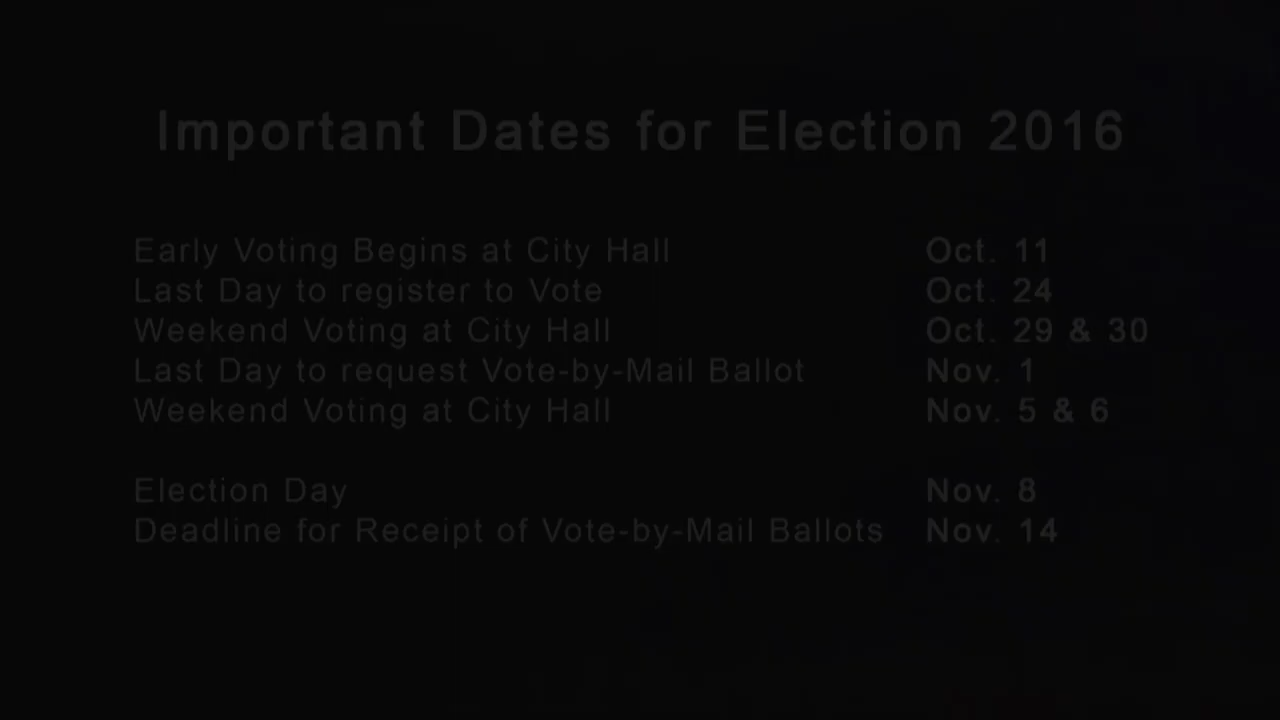 Important Dates for Election 2016
Early Voting Begins at City Hall Oct. 11
Last Day to register to Vote Oct. 24
Weekend Voting at City Hall Oct. 29 & 30
Last Day to request Vote-by-Mail Ballot Nov. 1
Weekend Voting at City Hall Nov. 5 & 6
Election Day Nov. 8
Deadline for Receipt of Vote-by-Mail Ballots Nov. 14